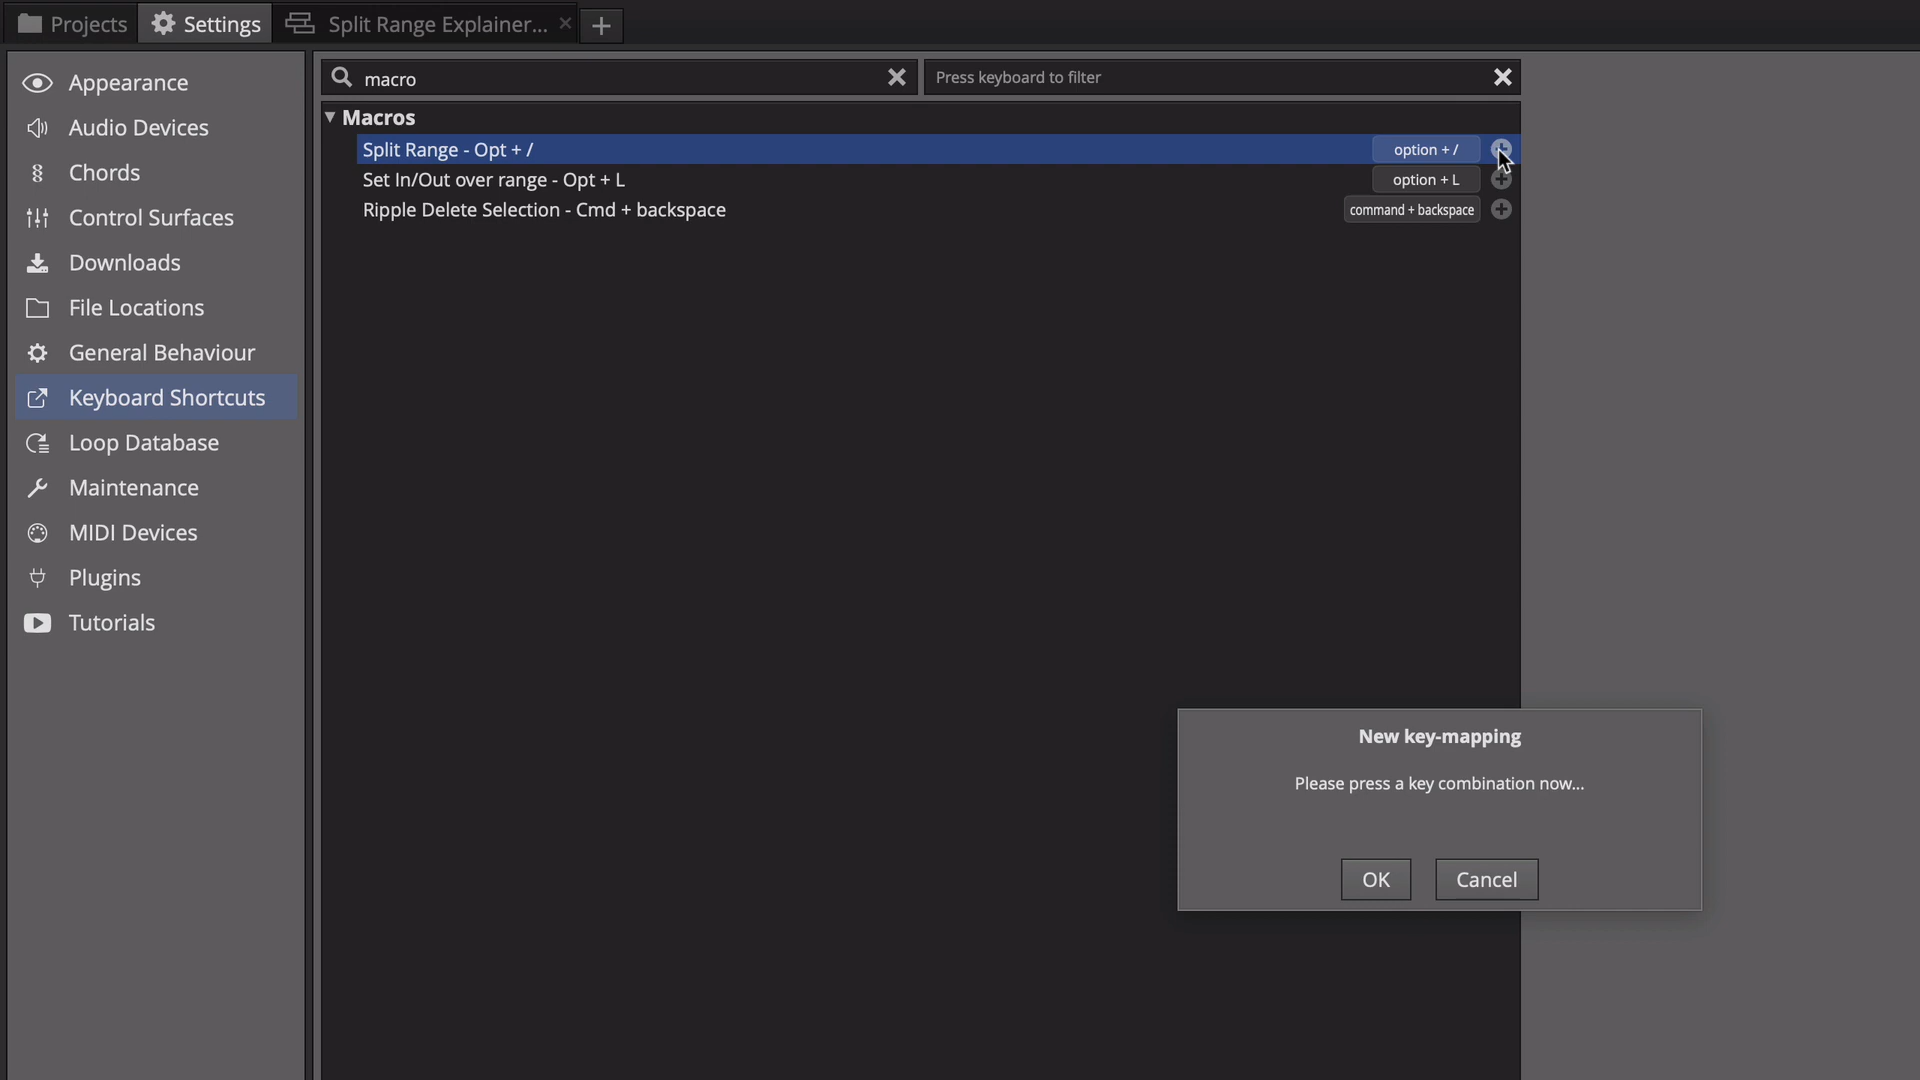 Projects
Settings
Split Range Explainer...
Appearance
Audio Devices
Chords
Control Surfaces
Downloads
File Locations
General Behaviour
Keyboard Shortcuts
Loop Database
Maintenance
MIDI Devices
Plugins
Tutorials
macro
Press keyboard to filter
Macros
Split Range - Opt + /
option + /
Set In/Out over range - Opt + L
option + L
Ripple Delete Selection - Cmd + backspace
command + backspace
New key-mapping
Please press a key combination now...
OK
Cancel